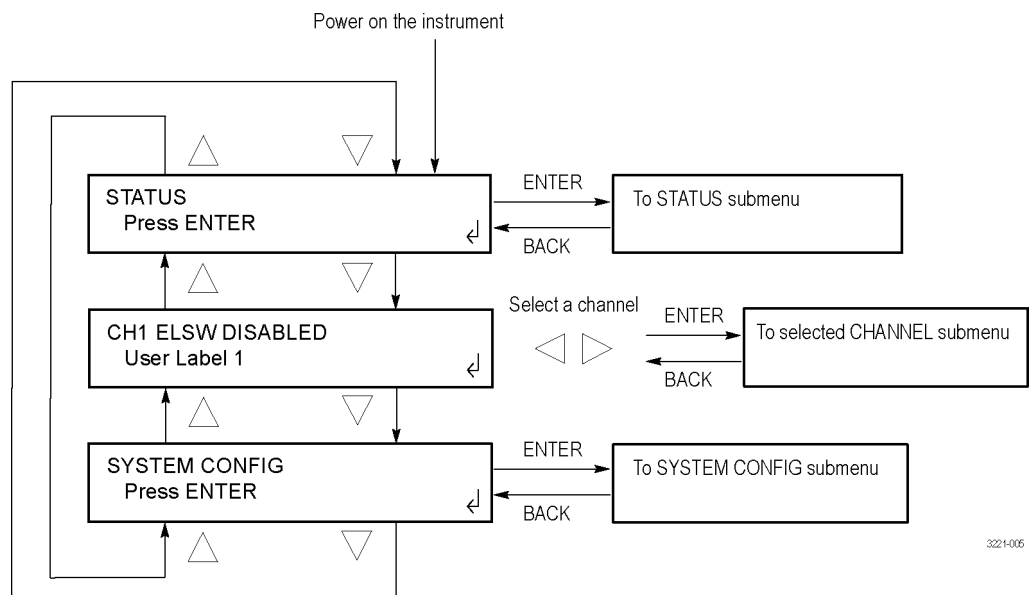 Power on the instrument
STATUS
Press ENTER
ENTER
BACK
To STATUS submenu
CH1 ELSW DISABLED
User Label 1
Select a channel
ENTER
BACK
To selected CHANNEL submenu
SYSTEM CONFIG
Press ENTER
ENTER
BACK
To SYSTEM CONFIG submenu
3221-005